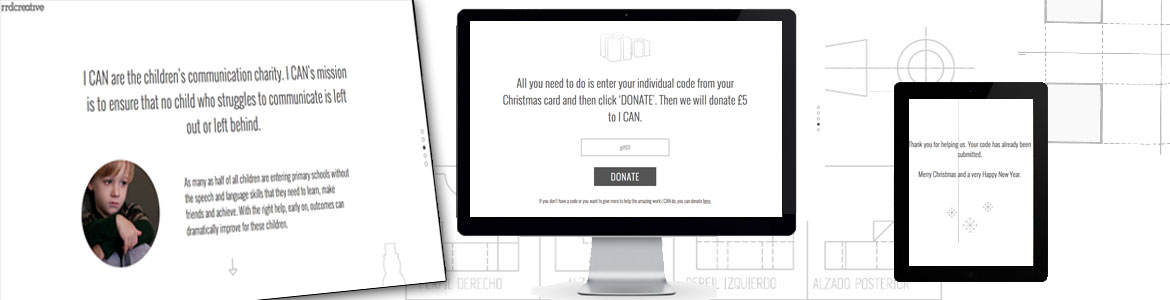 rrdcreative
I CAN are the children's communication charity. I CAN's mission
is to ensure that no child who struggles to communicate is left
out or left behind.
As many as half of all children are entering primary schools without
the speech and language skills that they need to learn, make
friends and achieve. With the right help, early on, outcomes can
dramatically improve for these children.
All you need to do is enter your individual code from your
Christmas card and then click 'DONATE'. Then we will donate £5
to I CAN.
DONATE
If you don't have a code or you want to give more to help the amazing work I CAN do, you can donate here.
Thank you for helping us. Your code has already been
submitted.
Merry Christmas and a very Happy New Year.
DERECHO
PERFIL IZQUIERDO
ALZADO POSTERIOR